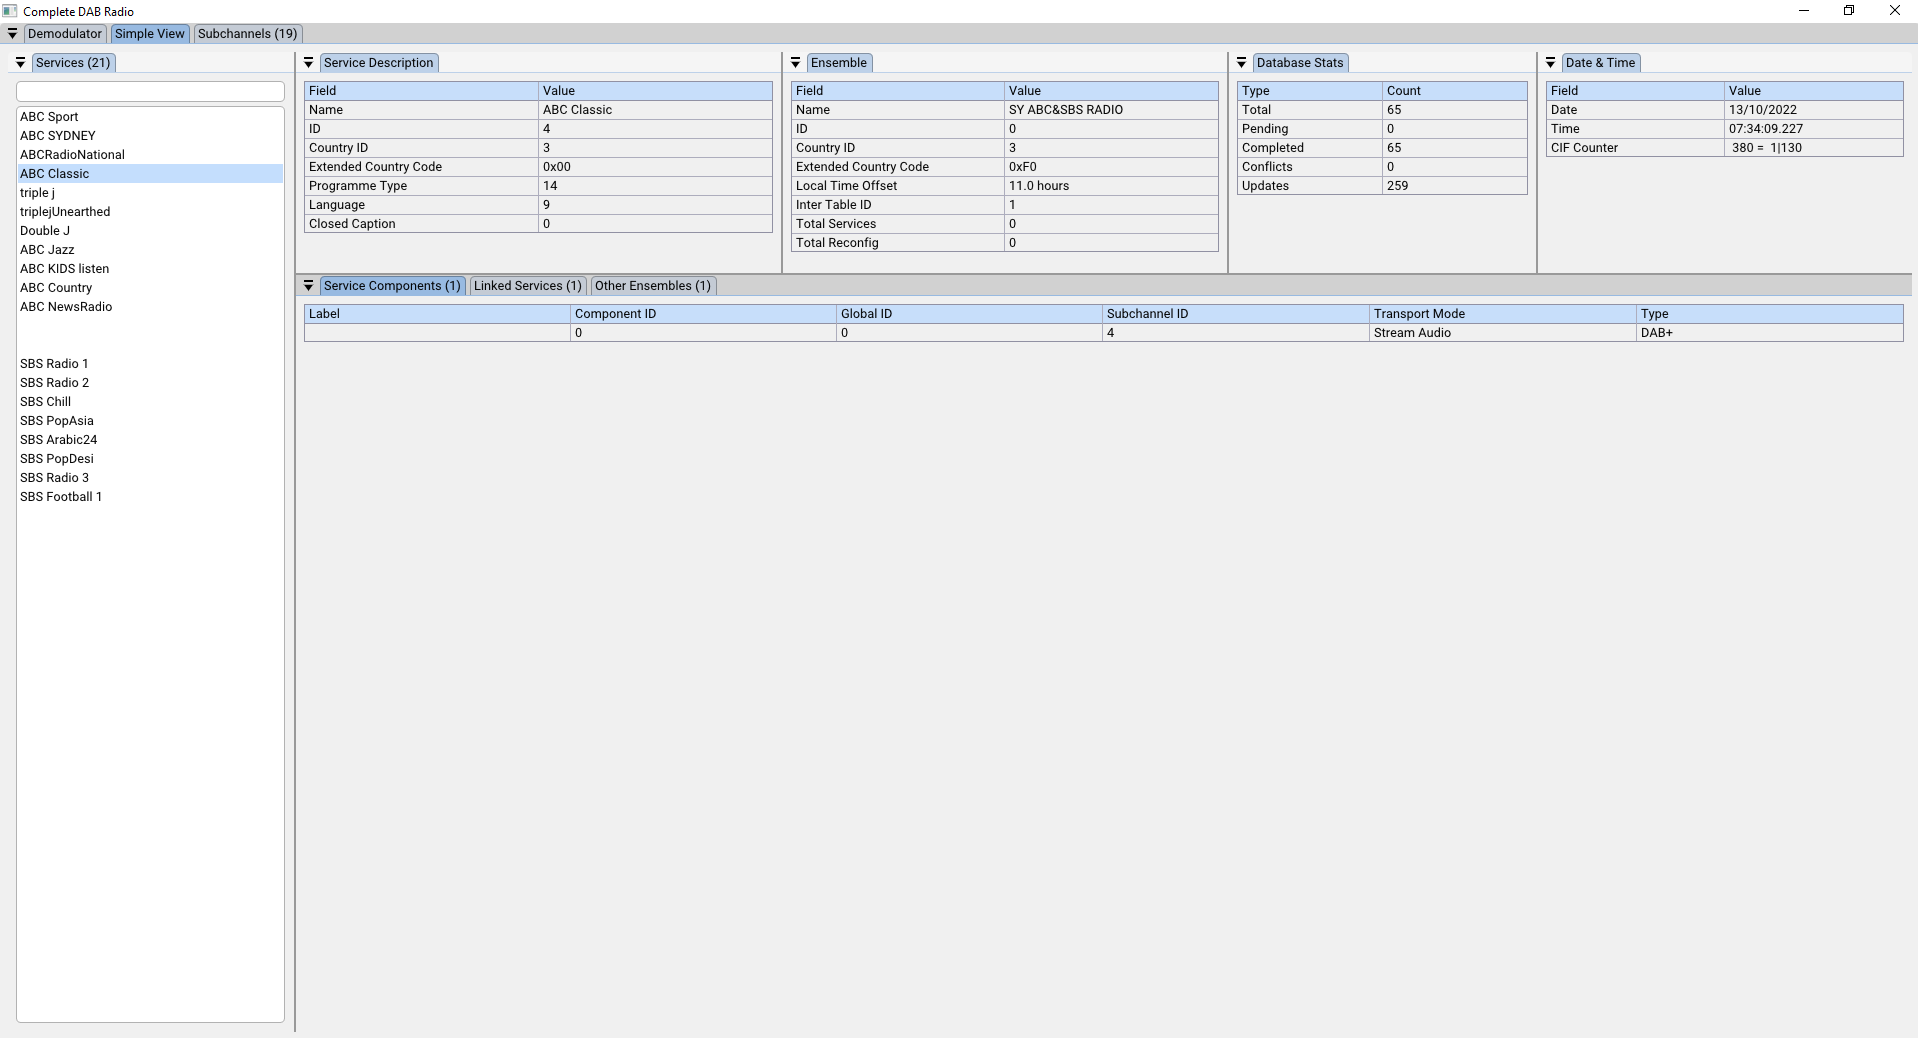 Complete DAB Radio
Demodulator Simple View Subchannels (19)
Services (21)
ABC Sport
ABC SYDNEY
ABCRadioNational
ABC Classic
triple j
triplejUnearthed
Double J
ABC Jazz
ABC KIDS listen
ABC Country
ABC NewsRadio
SBS Radio 1
SBS Radio 2
SBS Chill
SBS PopAsia
SBS Arabic24
SBS PopDesi
SBS Radio 3
SBS Football 1
Service Description
Field Value
Name ABC Classic
ID 4
Country ID 3
Extended Country Code 0x00
Programme Type 14
Language 9
Closed Caption 0
Ensemble
Field Value
Name SY ABC&SBS RADIO
ID 0
Country ID 3
Extended Country Code 0xF0
Local Time Offset 11.0 hours
Inter Table ID 1
Total Services 0
Total Reconfig 0
Database Stats
Type Count
Total 65
Pending 0
Completed 65
Conflicts 0
Updates 259
Date & Time
Field Value
Date 13/10/2022
Time 07:34:09.227
CIF Counter 380 = 1|130
Service Components (1) Linked Services (1) Other Ensembles (1)
Label Component ID Global ID Subchannel ID Transport Mode Type
0 0 4 Stream Audio DAB+